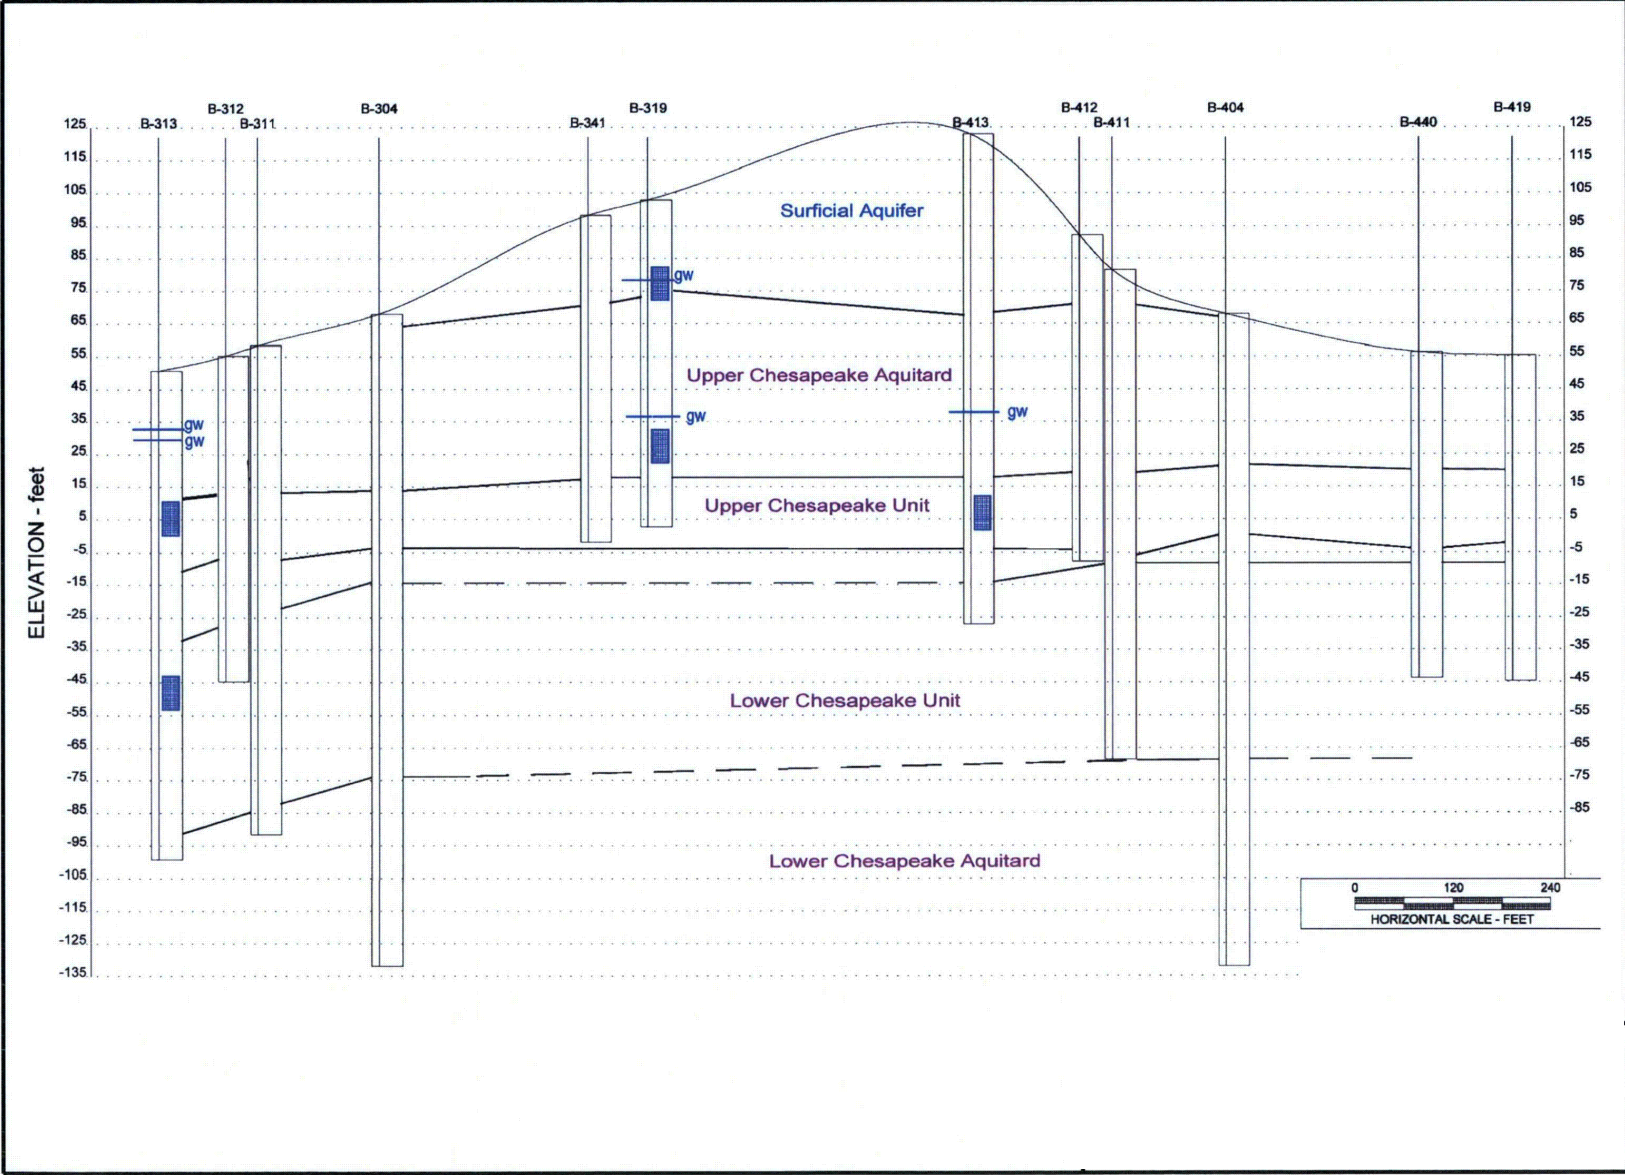 B-312 B-304 B-319 B-412 B-404 B-419
B-313 B-311 B-341 B-413 B-411 B-440
125 125
115 115
105 105
Surficial Aquifer
95 95
85 85
gw
75 75
65 65
55 55
Upper Chesapeake Aquitard
45 45
gw gw
35 35
gw
gw
25 25
15 15
Upper Chesapeake Unit
5 5
-5 -5
-15 -15
-25 -25
-35 -35
-45 -45
Lower Chesapeake Unit
-55 -55
-65 -65
-75 -75
-85 -85
-95
Lower Chesapeake Aquitard
-105
-115
-125
-135
ELEVATION - feet
0 120 240
HORIZONTAL SCALE - FEET